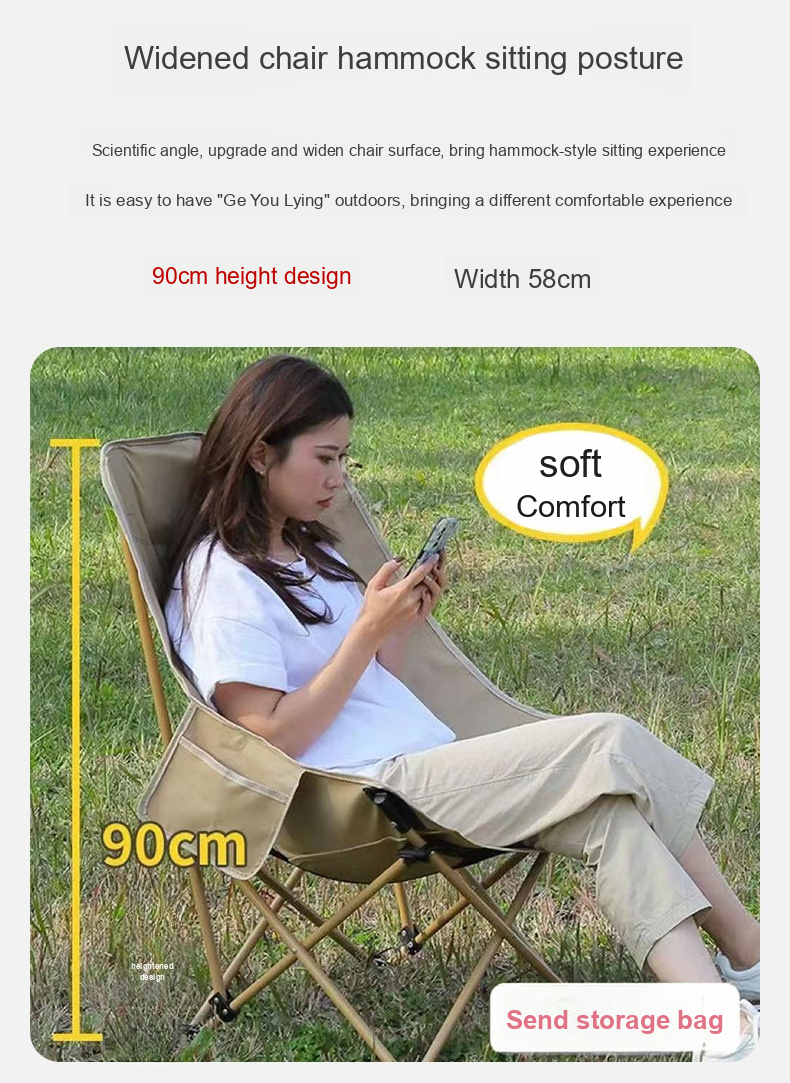 Widened chair hammock sitting posture
Scientific angle, upgrade and widen chair surface, bring hammock-style sitting experience
It is easy to have "Ge You Lying" outdoors, bringing a different comfortable experience
90cm height design
Width 58cm
soft
Comfort
90cm
heightened
design
Send storage bag